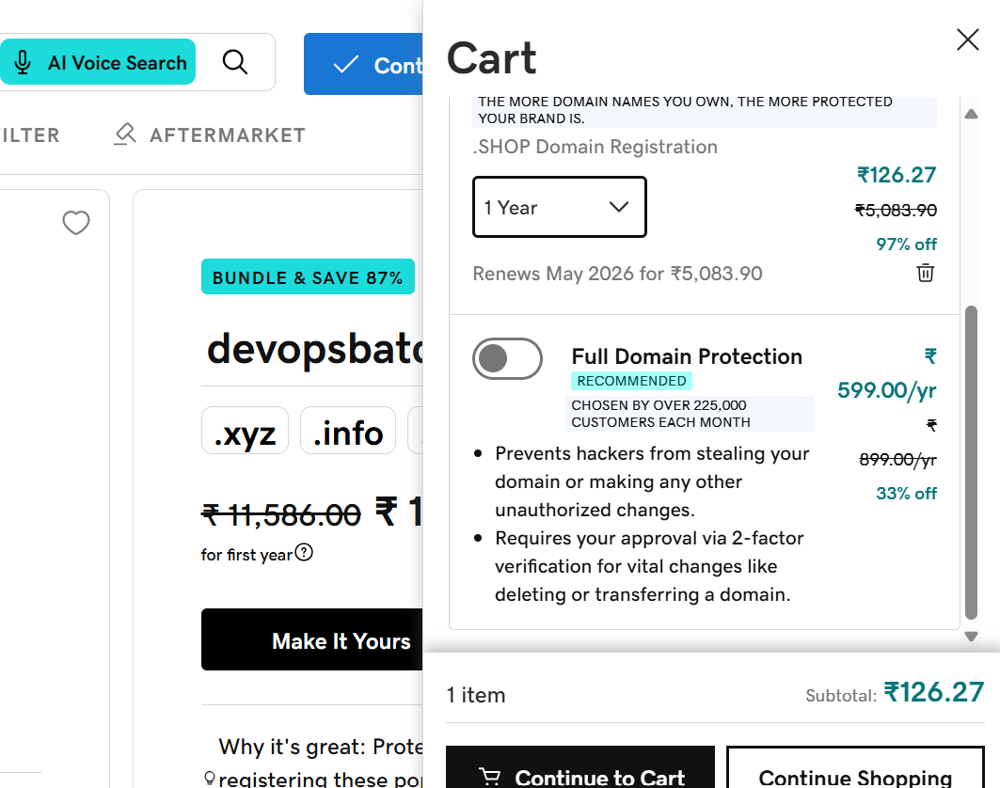 AI Voice Search
AFTERMARKET
BUNDLE & SAVE 87%
.xyz
.info
₹ 11,586.00 ₹ 1
for first year
Make It Yours
Why it's great:
registering these
Cart
THE MORE DOMAIN NAMES YOU OWN, THE MORE PROTECTED
YOUR BRAND IS.
.SHOP Domain Registration
₹126.27
1 Year
₹5,083.90
97% off
Renews May 2026 for ₹5,083.90
Full Domain Protection
RECOMMENDED
CHOSEN BY OVER 225,000
CUSTOMERS EACH MONTH
₹
599.00/yr
₹
899.00/yr
33% off
Prevents hackers from stealing your
domain or making any other
unauthorized changes.
Requires your approval via 2-factor
verification for vital changes like
deleting or transferring a domain.
1 item
Subtotal: ₹126.27
Continue to Cart
Continue Shopping